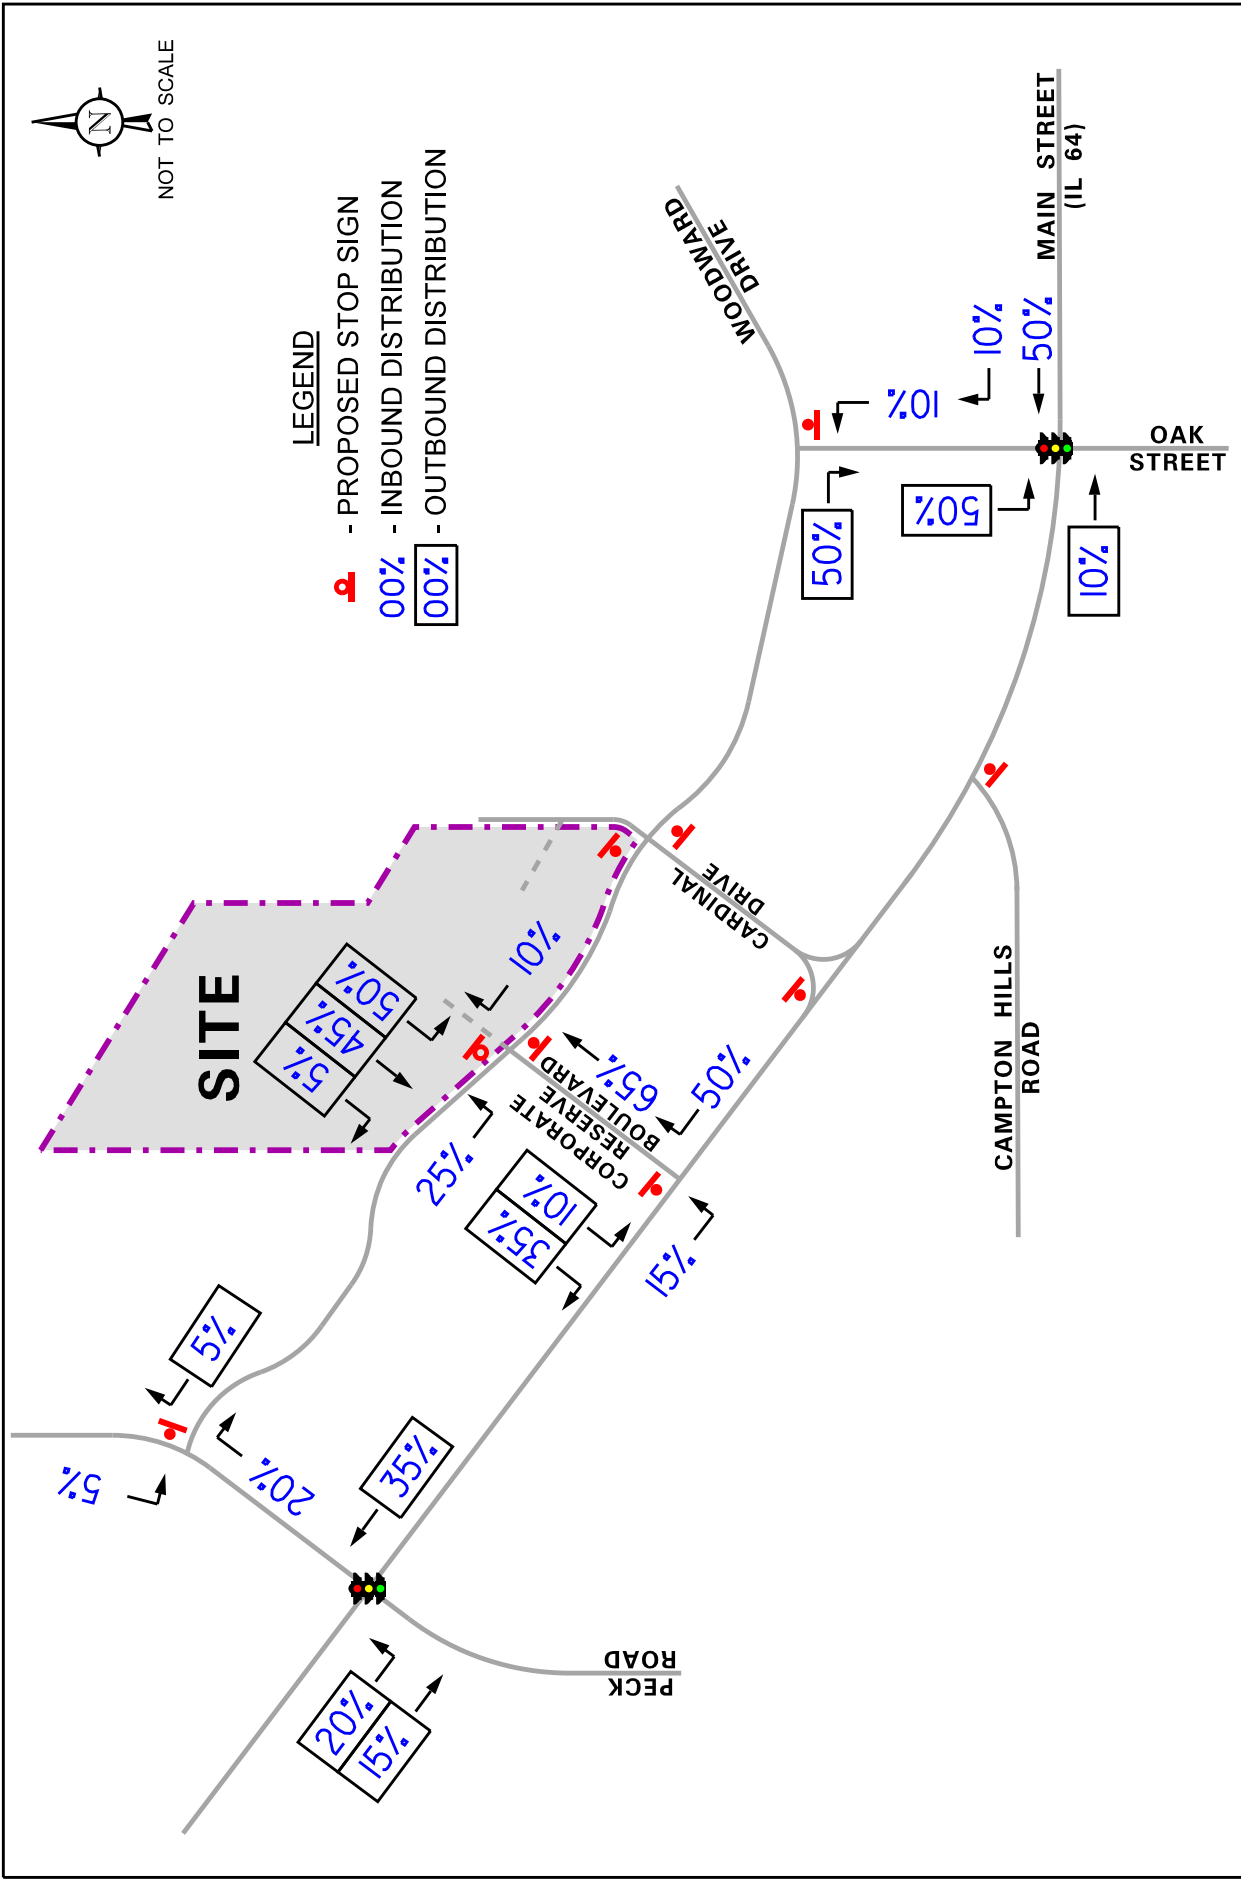 N
NOT TO SCALE
LEGEND
- PROPOSED STOP SIGN
00% - INBOUND DISTRIBUTION
00% - OUTBOUND DISTRIBUTION
SITE
5%
45%
50%
10%
25%
65%
50%
15%
35%
10%
CORPORATE
RESERVE
BOULEVARD
CARDINAL
DRIVE
WOODWARD
DRIVE
5%
5%
20%
35%
20%
15%
PECK
ROAD
CAMPTON HILLS
ROAD
50%
10%
50%
10%
10%
50%
MAIN STREET
(IL 64)
OAK
STREET